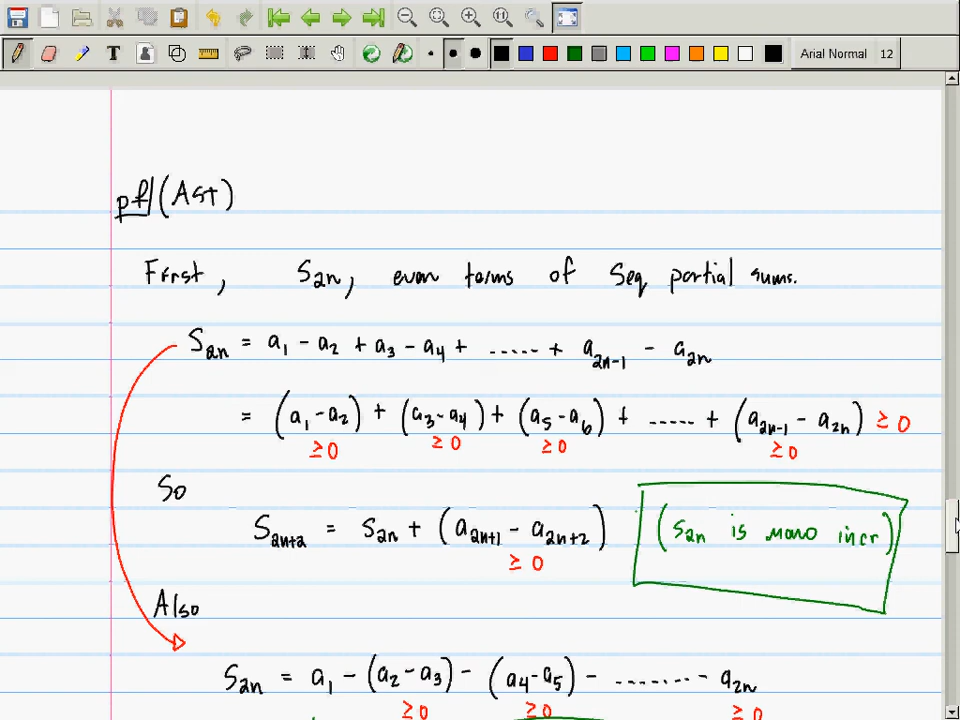 Arial Normal 12
pf/(AST)
First, S2n, even terms of Seq partial sums.
S2n = a1 - a2 + a3 - a4 + ..... + a2n-1 - a2n
= (a1 - a2) + (a3 - a4) + (a5 - a6) + ..... + (a2n-1 - a2n) ≥ 0
≥ 0 ≥ 0 ≥ 0 ≥ 0
So
S2n+2 = S2n + (a2n+1 - a2n+2) (S2n is mono incr)
≥ 0
Also
S2n = a1 - (a2 - a3) - (a4 - a5) - ........ - a2n
≥ 0 ≥ 0 ≥ 0